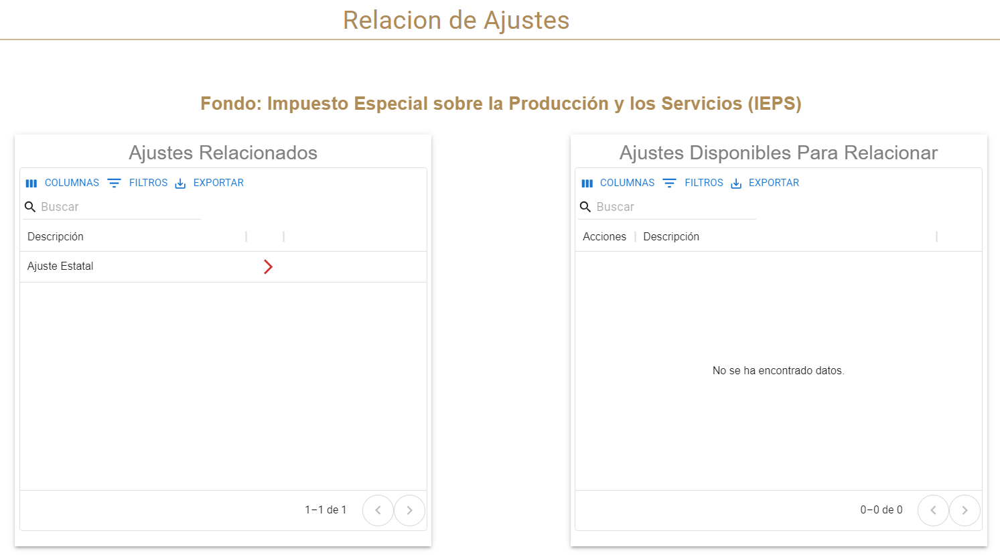 Relacion de Ajustes
Fondo: Impuesto Especial sobre la Producción y los Servicios (IEPS)
Ajustes Relacionados
COLUMNAS FILTROS EXPORTAR
Buscar
Descripción
Ajuste Estatal
1–1 de 1
Ajustes Disponibles Para Relacionar
COLUMNAS FILTROS EXPORTAR
Buscar
Acciones Descripción
No se ha encontrado datos.
0–0 de 0